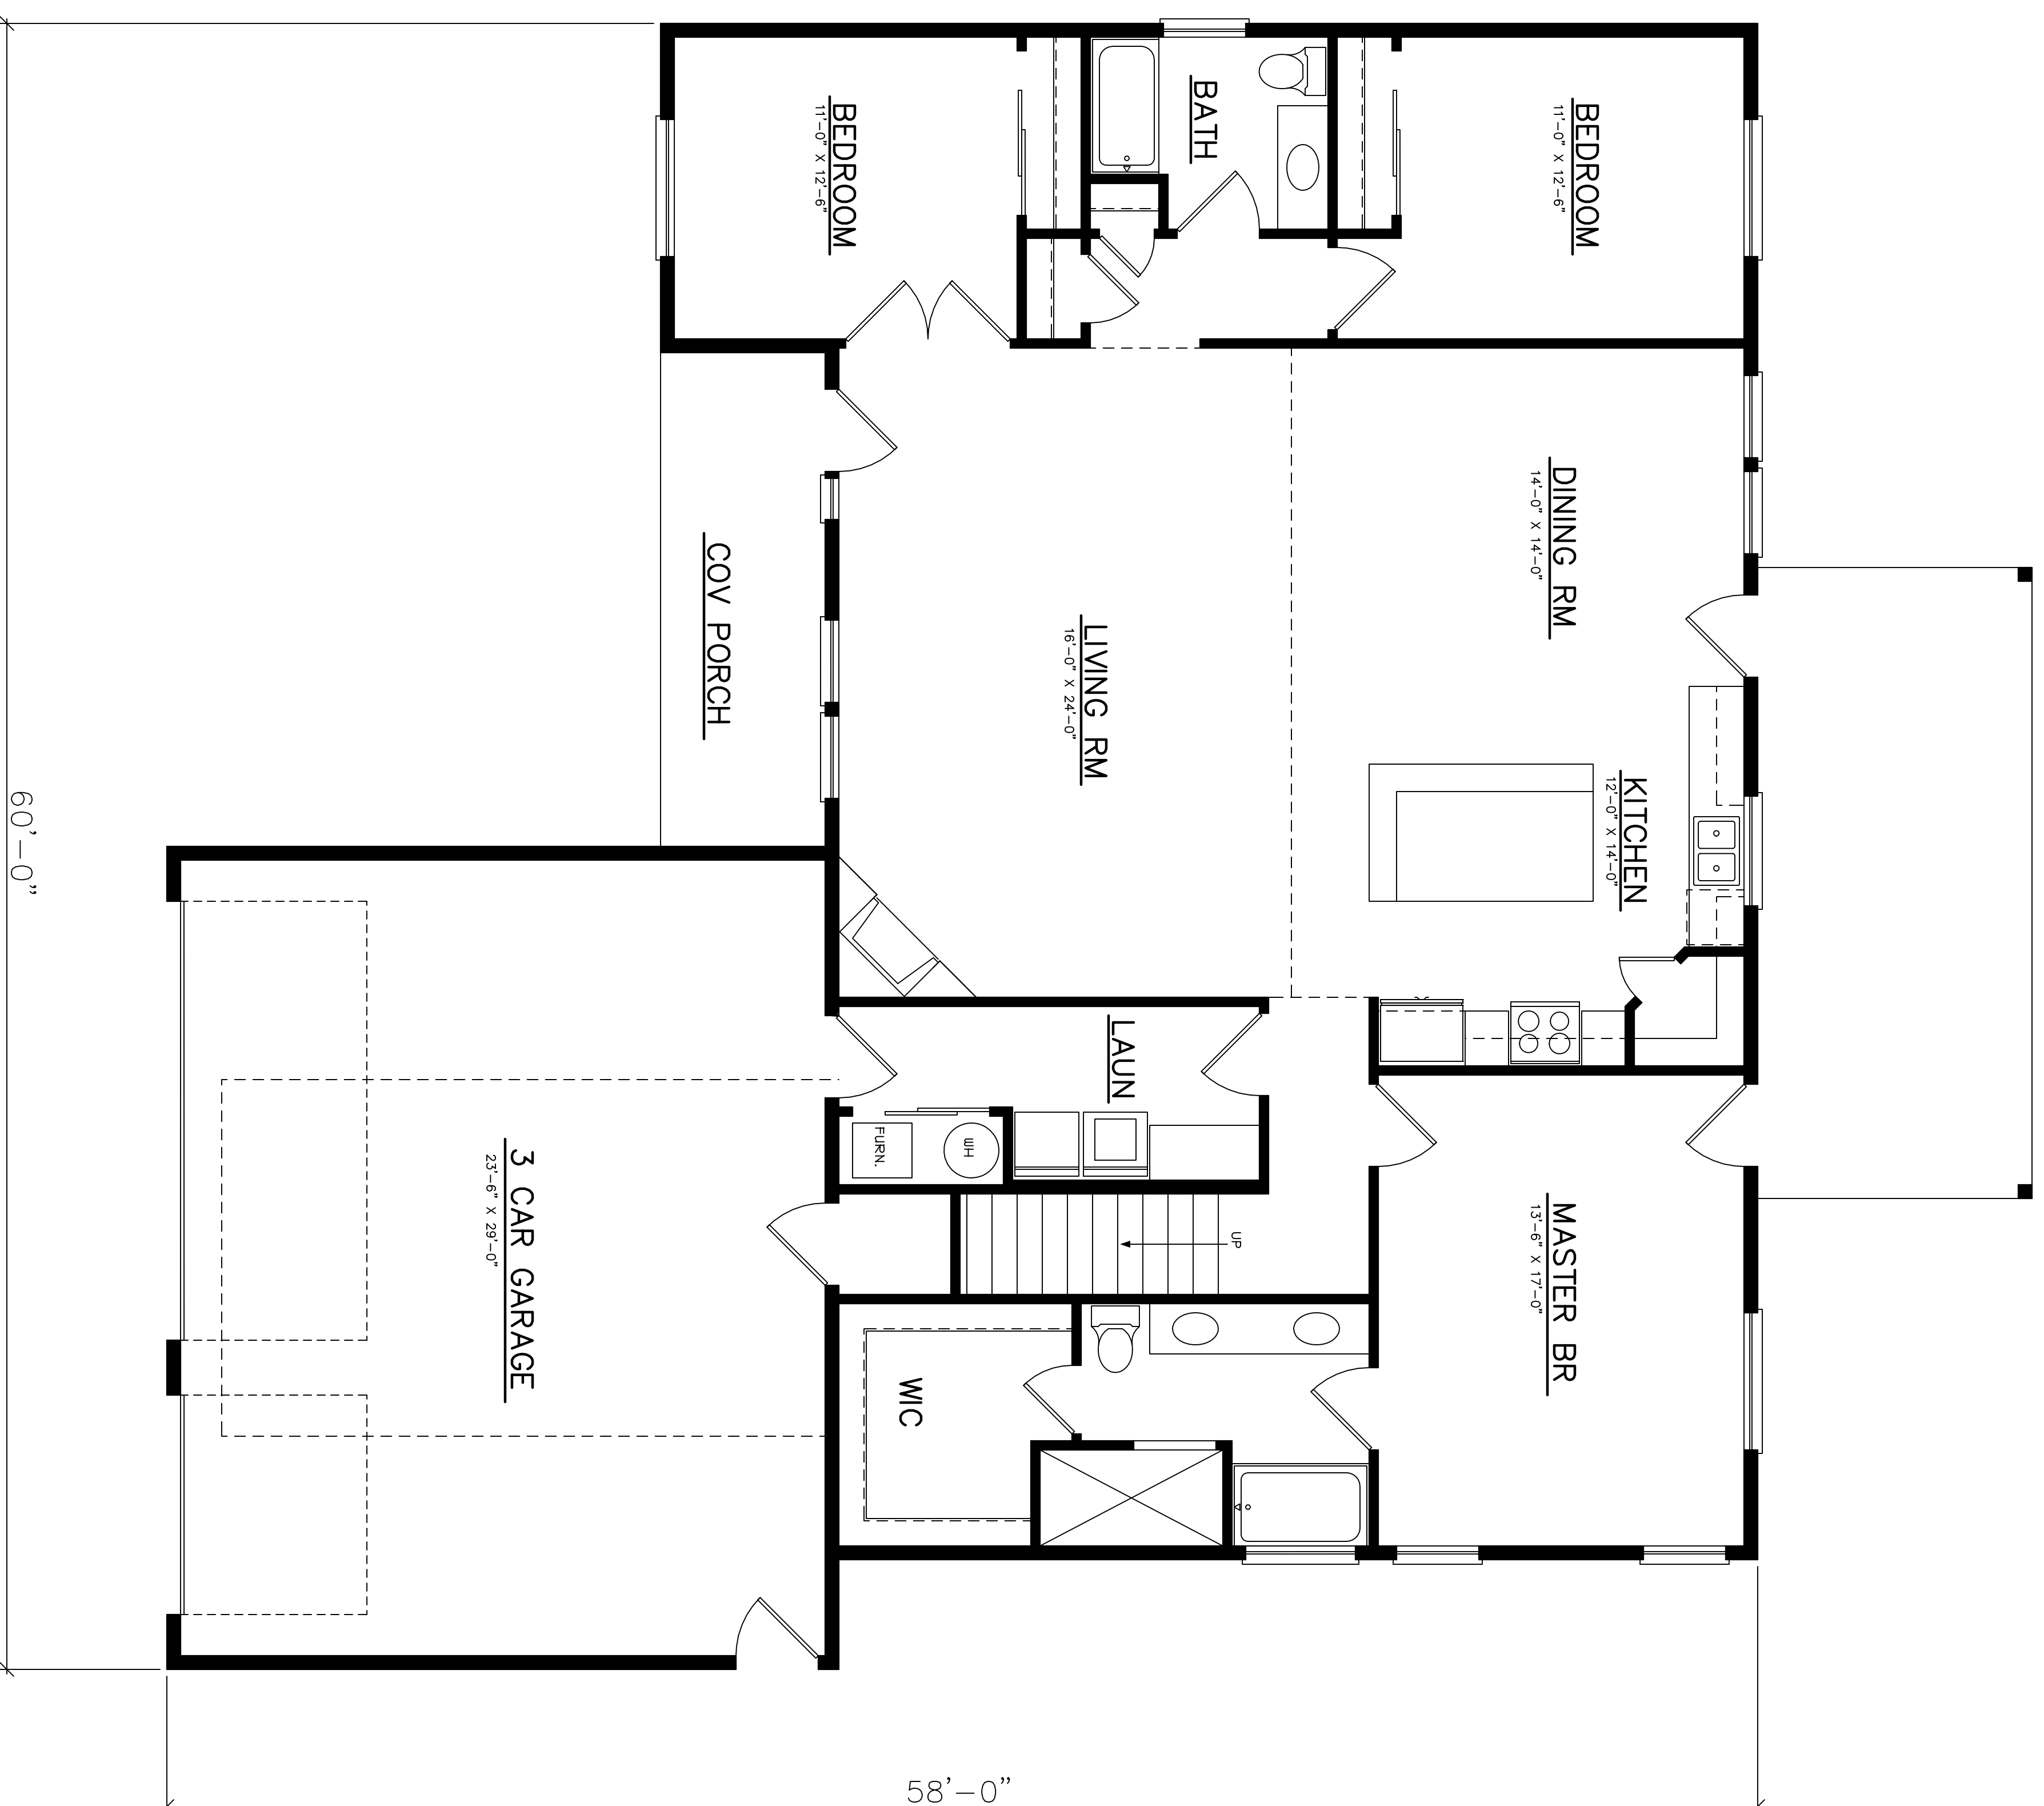 BEDROOM
11'-0" X 12'-6"
BATH
BEDROOM
11'-0" X 12'-6"
DINING RM
14'-0" X 14'-0"
KITCHEN
12'-0" X 14'-0"
LIVING RM
16'-0" X 24'-0"
COV PORCH
LAUN
WH
FURN.
UP
MASTER BR
13'-6" X 17'-0"
WIC
3 CAR GARAGE
23'-6" X 29'-0"
60'-0"
58'-0"